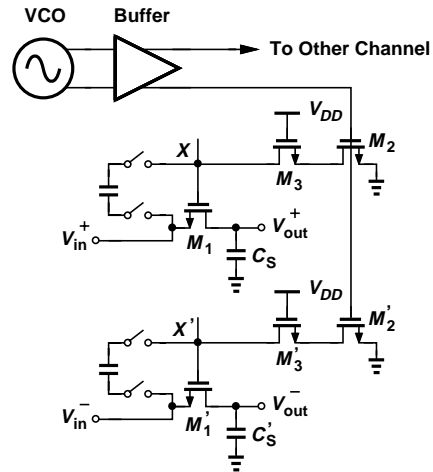 VCO Buffer
To Other Channel
V_DD
X M_3 M_2
V_in^+ M_1 V_out^+
C_S
V_DD
X' M'_3 M'_2
V_in^− M'_1 V_out^−
C'_S